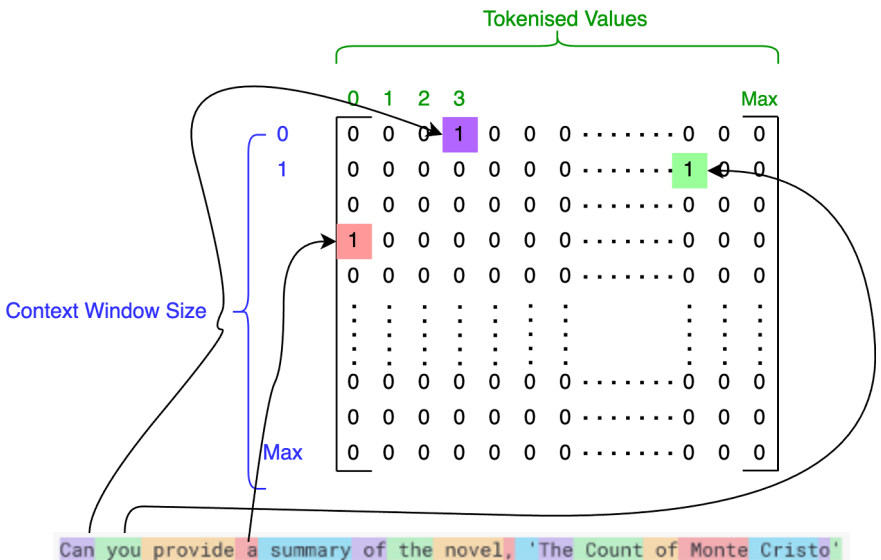 Tokenised Values
0 1 2 3 Max
0 0 0 0 1 0 0 0 ....... 0 0 0
1 0 0 0 0 0 0 0 ....... 1 0 0
0 0 0 0 0 0 0 ....... 0 0 0
1 0 0 0 0 0 0 ....... 0 0 0
0 0 0 0 0 0 0 ....... 0 0 0
Context Window Size
0 0 0 0 0 0 0 ....... 0 0 0
0 0 0 0 0 0 0 ....... 0 0 0
Max 0 0 0 0 0 0 0 ....... 0 0 0
Can you provide a summary of the novel, 'The Count of Monte Cristo'